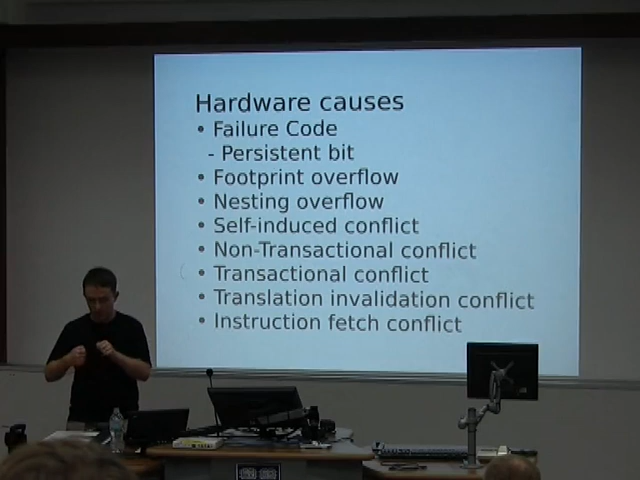 Hardware causes
• Failure Code
- Persistent bit
• Footprint overflow
• Nesting overflow
• Self-induced conflict
• Non-Transactional conflict
• Transactional conflict
• Translation invalidation conflict
• Instruction fetch conflict